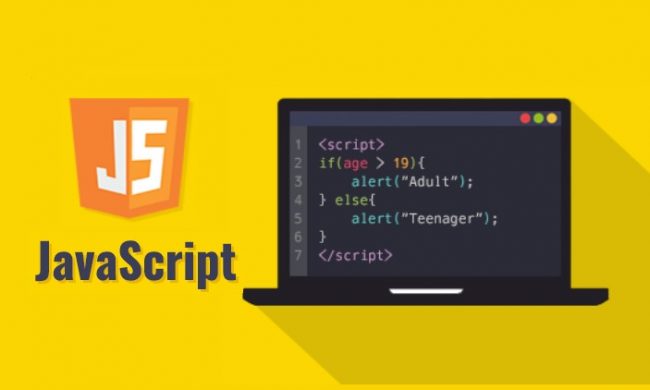 JS
JavaScript
1 <script>
2 if(age > 19){
3 alert(“Adult”);
4 } else{
5 alert(“Teenager”);
6 }
7 </script>